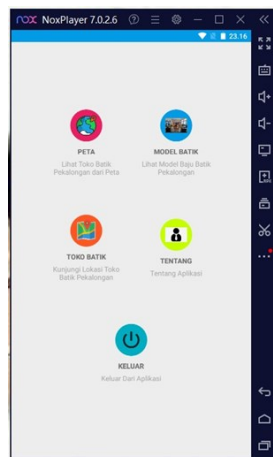 nox NoxPlayer 7.0.2.6
23.16
PETA
Lihat Toko Batik
Pekalongan dari Peta
MODEL BATIK
Lihat Model Baju Batik
Pekalongan
TOKO BATIK
Kunjungi Lokasi Toko
Batik Pekalongan
TENTANG
Tentang Aplikasi
KELUAR
Keluar Dari Aplikasi